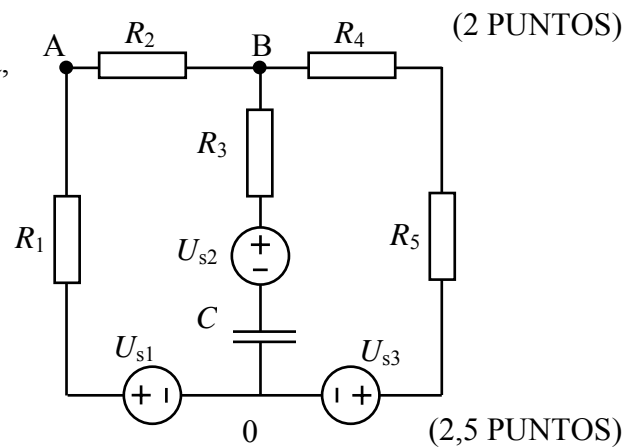 (2 PUNTOS)
A R2 B R4
,
R3
R1 Us2 + - R5
C
Us1 Us3
+ - - +
0 (2,5 PUNTOS)